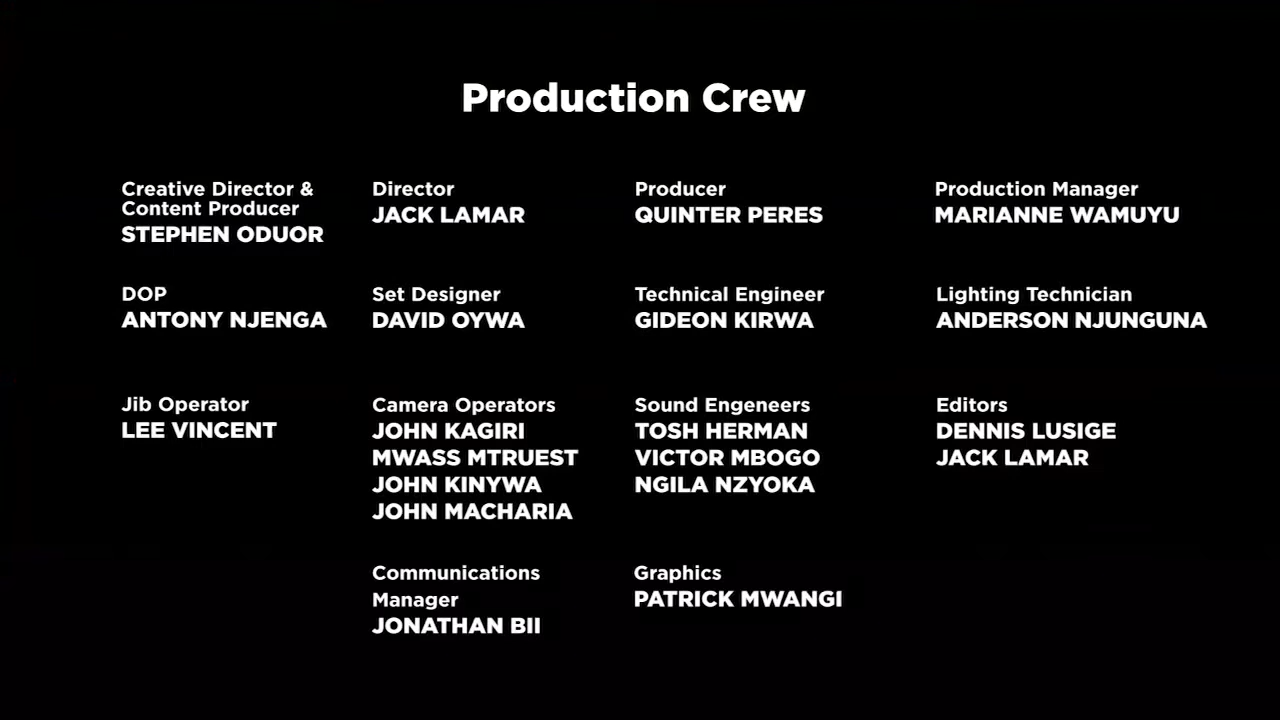 Production Crew
Creative Director &
Content Producer
STEPHEN ODUOR
Director
JACK LAMAR
Producer
QUINTER PERES
Production Manager
MARIANNE WAMUYU
DOP
ANTONY NJENGA
Set Designer
DAVID OYWA
Technical Engineer
GIDEON KIRWA
Lighting Technician
ANDERSON NJUNGUNA
Jib Operator
LEE VINCENT
Camera Operators
JOHN KAGIRI
MWASS MTRUEST
JOHN KINYWA
JOHN MACHARIA
Sound Engeneers
TOSH HERMAN
VICTOR MBOGO
NGILA NZYOKA
Editors
DENNIS LUSIGE
JACK LAMAR
Communications
Manager
JONATHAN BII
Graphics
PATRICK MWANGI